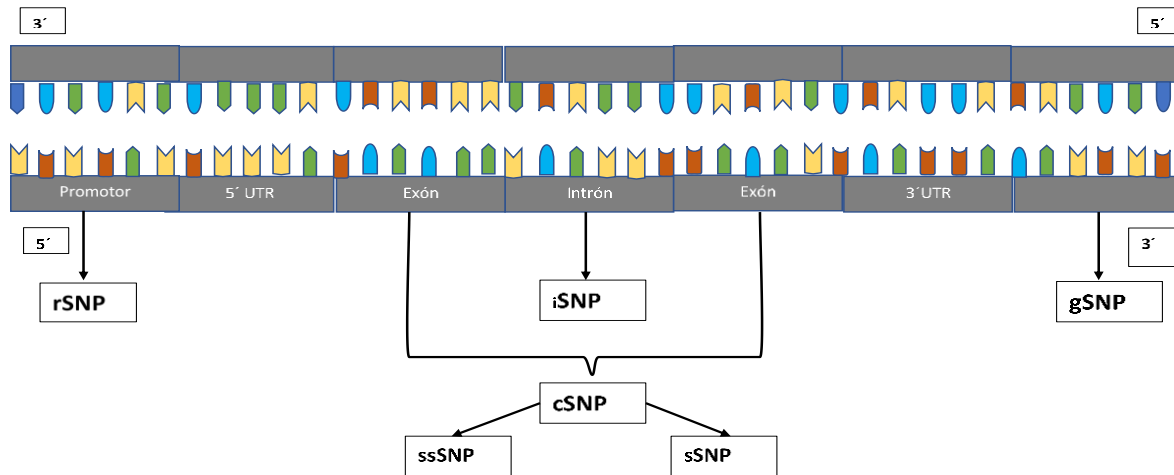 3´
5´
Promotor
5´ UTR
Exón
Intrón
Exón
3´UTR
5´
3´
rSNP
iSNP
gSNP
cSNP
ssSNP
sSNP